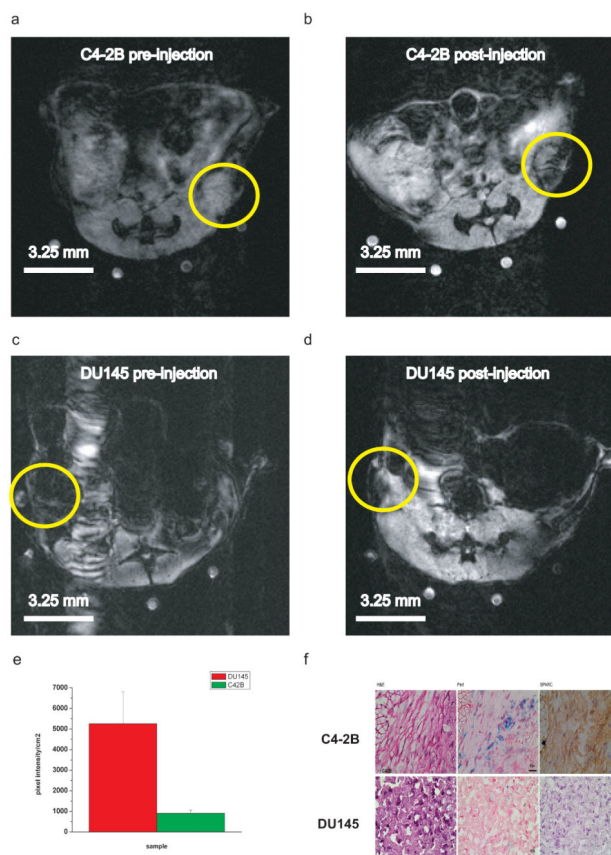 a
b
C4-2B pre-injection
C4-2B post-injection
3.25 mm
3.25 mm
c
d
DU145 pre-injection
DU145 post-injection
3.25 mm
3.25 mm
e
f
DU145
C42B
7000
6000
5000
4000
3000
2000
1000
0
pixel intensity/cm2
sample
H&E
Perl
SPARC
C4-2B
DU145